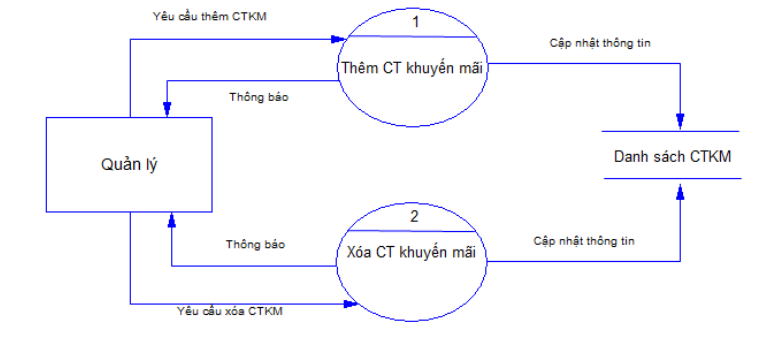 Yêu cầu thêm CTKM
1
Cập nhật thông tin
Thêm CT khuyến mãi
Thông báo
Quản lý
Danh sách CTKM
2
Thông báo
Xóa CT khuyến mãi
Cập nhật thông tin
Yêu cầu xóa CTKM